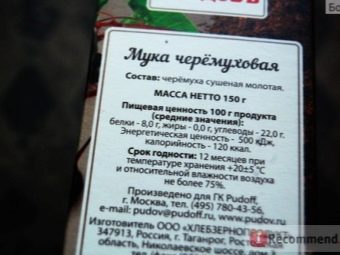 Мука черёмуховая
Состав: черёмуха сушеная молотая.
МАССА НЕТТО 150 г
Пищевая ценность 100 г продукта
(средние значения):
белки - 8,0 г, жиры - 0,0 г, углеводы - 22,0 г.
Энергетическая ценность - 500 кДж,
калорийность - 120 ккал.
Срок годности: 12 месяцев при
температуре хранения +20±5 °С
и относительной влажности воздуха
не более 75%.
Произведено для ГК Pudoff,
г. Москва, тел. (495) 780-43-56,
e-mail: pudov@pudoff.ru, www.pudov.ru
Изготовитель ООО
347913, Россия, г. Таганрог,
область, Николаевское шоссе,
Recommend